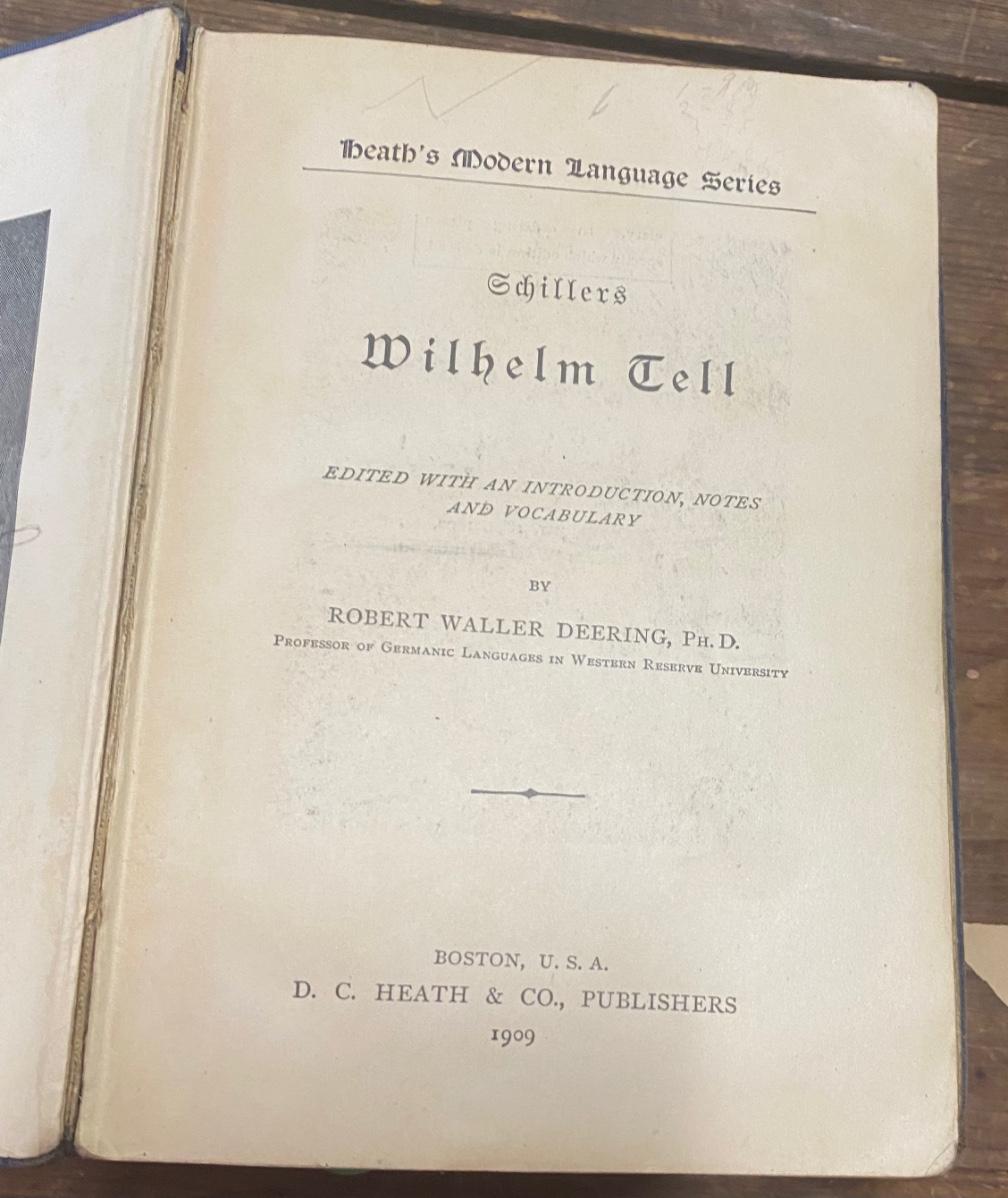 Heath's Modern Language Series
Schillers
Wilhelm Tell
EDITED WITH AN INTRODUCTION, NOTES
AND VOCABULARY
BY
ROBERT WALLER DEERING, PH. D.
PROFESSOR OF GERMANIC LANGUAGES IN WESTERN RESERVE UNIVERSITY
BOSTON, U. S. A.
D. C. HEATH & CO., PUBLISHERS
1909